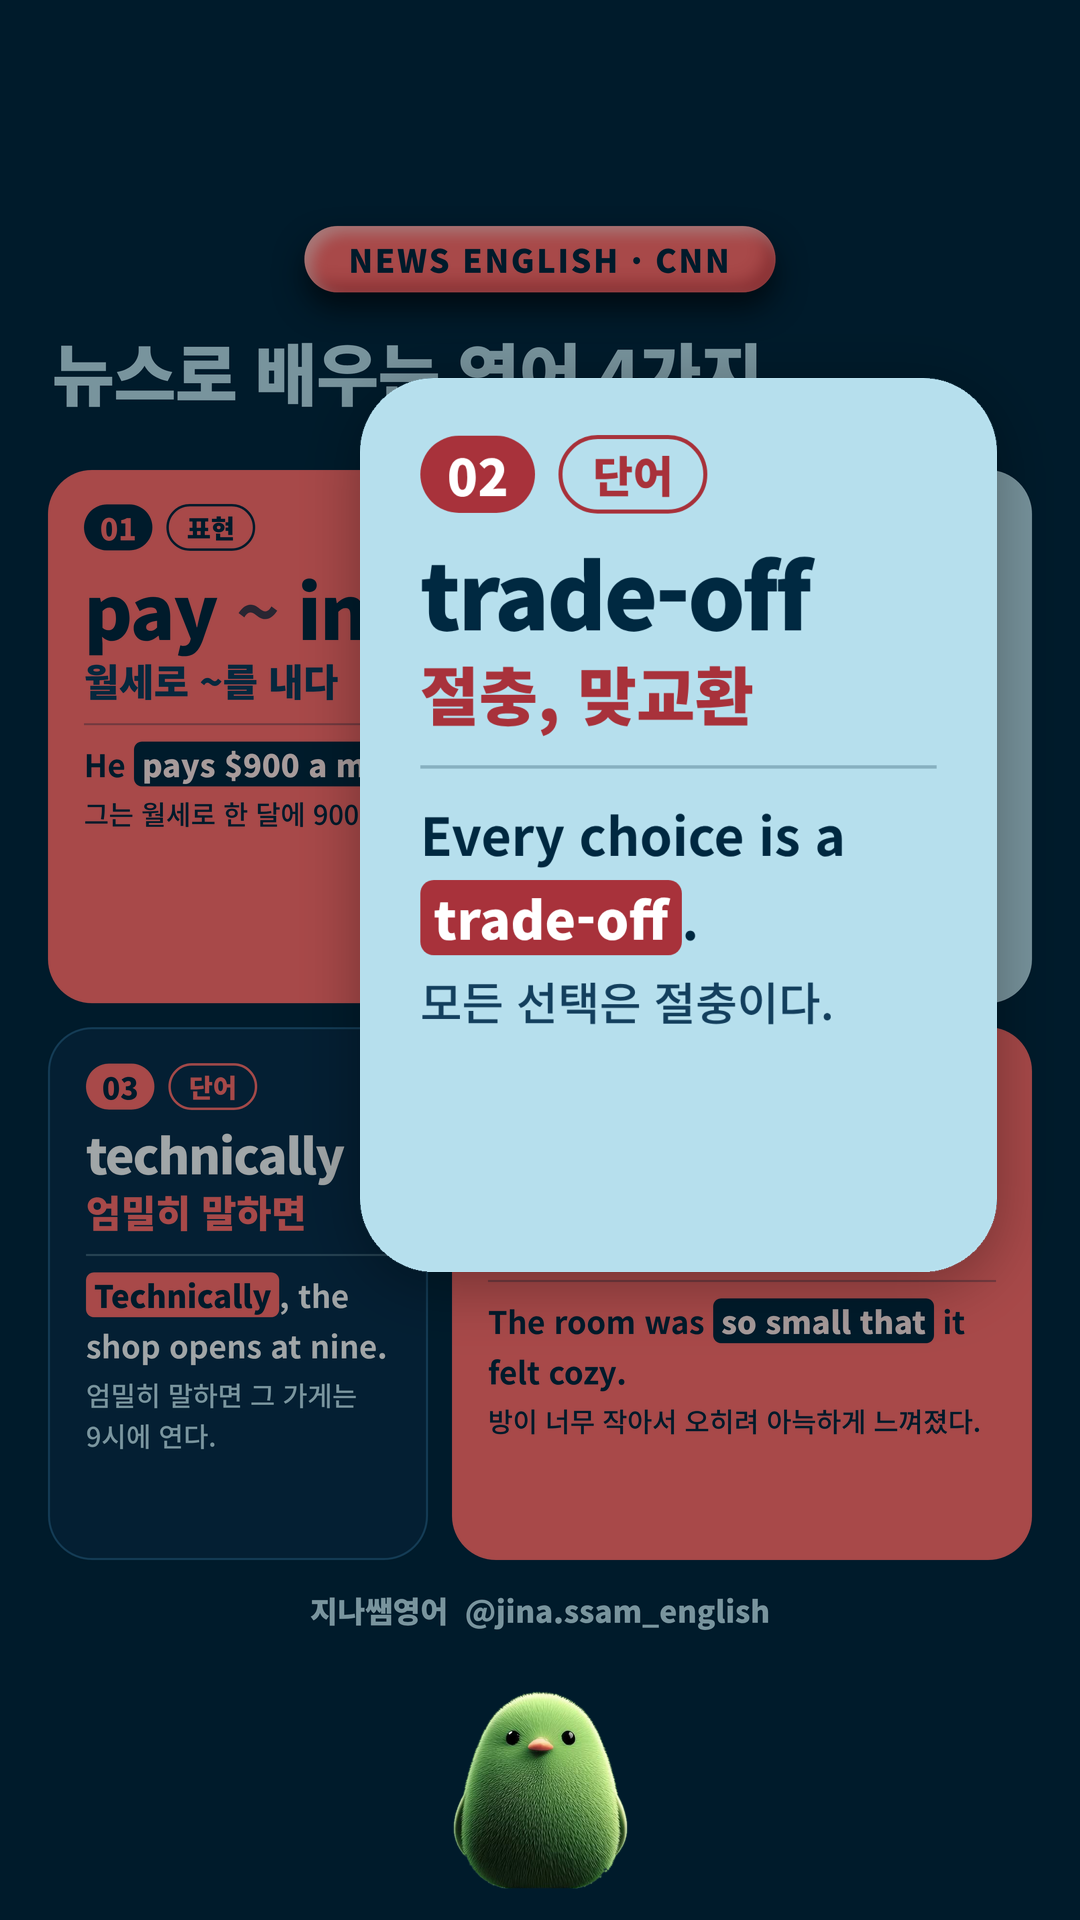 NEWS ENGLISH · CNN
뉴스로 배우는 영어 4가지
01 표현
pay ~ in
월세로 ~를 내다
He pays $900 a m
그는 월세로 한 달에 900
02 단어
trade-off
절충, 맞교환
Every choice is a
trade-off.
모든 선택은 절충이다.
03 단어
technically
엄밀히 말하면
Technically, the
shop opens at nine.
엄밀히 말하면 그 가게는
9시에 연다.
The room was so small that it
felt cozy.
방이 너무 작아서 오히려 아늑하게 느껴졌다.
지나쌤영어 @jina.ssam_english